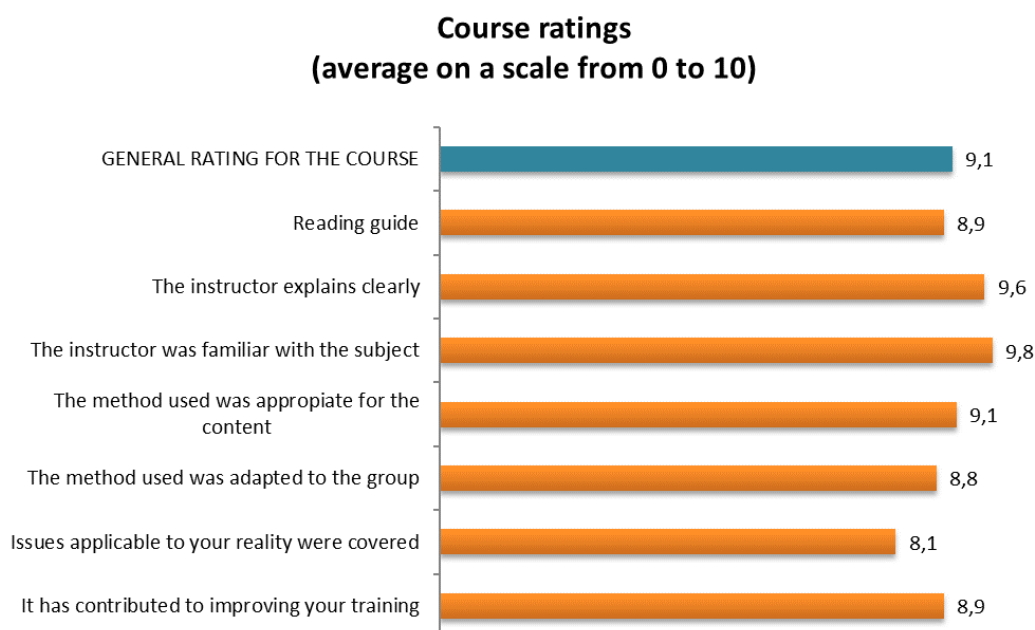 Course ratings
(average on a scale from 0 to 10)
GENERAL RATING FOR THE COURSE 9,1
Reading guide 8,9
The instructor explains clearly 9,6
The instructor was familiar with the subject 9,8
The method used was appropiate for the
content 9,1
The method used was adapted to the group 8,8
Issues applicable to your reality were covered 8,1
It has contributed to improving your training 8,9